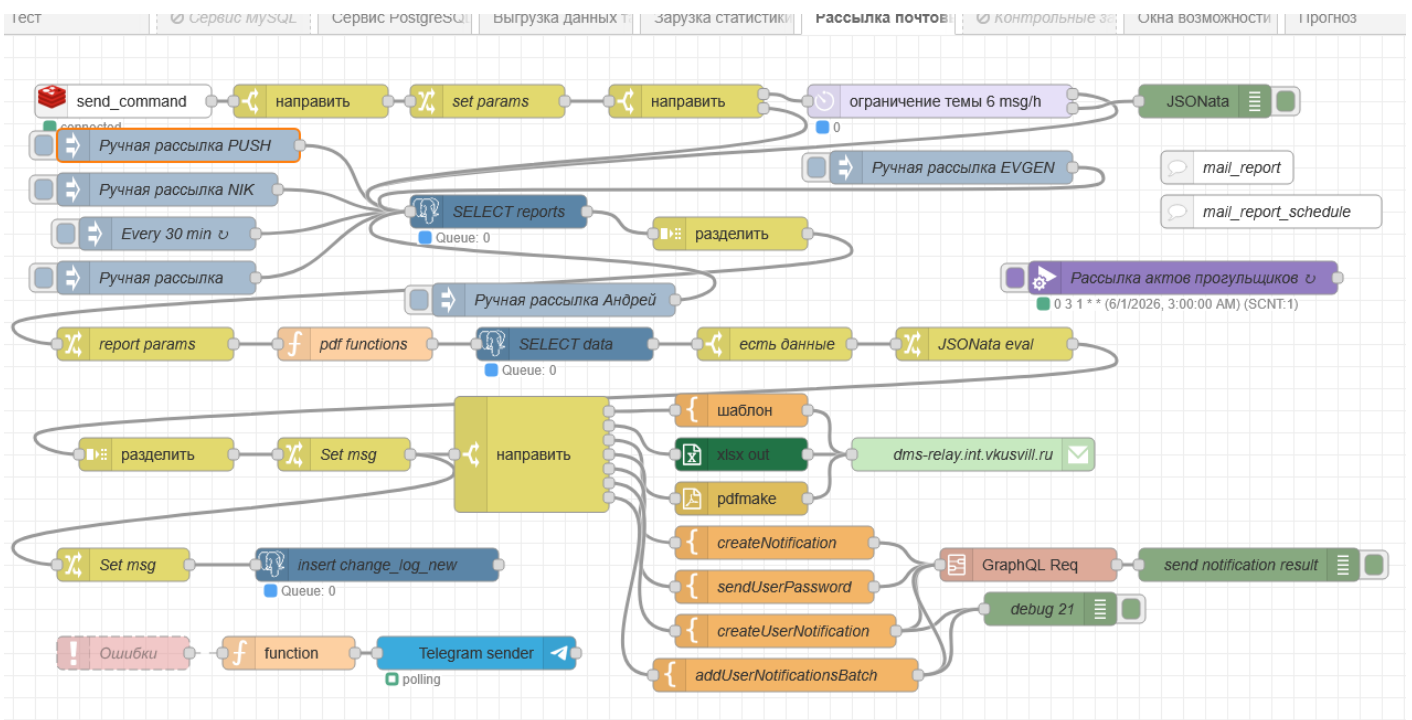 Тест
Сервис MySQL
Сервис PostgreSQL
Выгрузка данных
Зарузка статистики
Рассылка почтов
Контрольные
Окна возможности
Прогноз
send_command
направить
set params
направить
ограничение темы 6 msg/h
JSONata
connected
0
Ручная рассылка PUSH
Ручная рассылка EVGEN
mail_report
Ручная рассылка NIK
SELECT reports
mail_report_schedule
Every 30 min ↻
Queue: 0
разделить
Ручная рассылка
Рассылка актов прогульщиков ↻
Ручная рассылка Андрей
0 3 1 * * (6/1/2026, 3:00:00 AM) (SCNT:1)
report params
pdf functions
SELECT data
есть данные
JSONata eval
Queue: 0
шаблон
разделить
Set msg
направить
xlsx out
dms-relay.int.vkusvill.ru
pdfmake
createNotification
Set msg
insert change_log_new
GraphQL Req
send notification result
Queue: 0
sendUserPassword
debug 21
createUserNotification
Ошибки
function
Telegram sender
addUserNotificationsBatch
polling